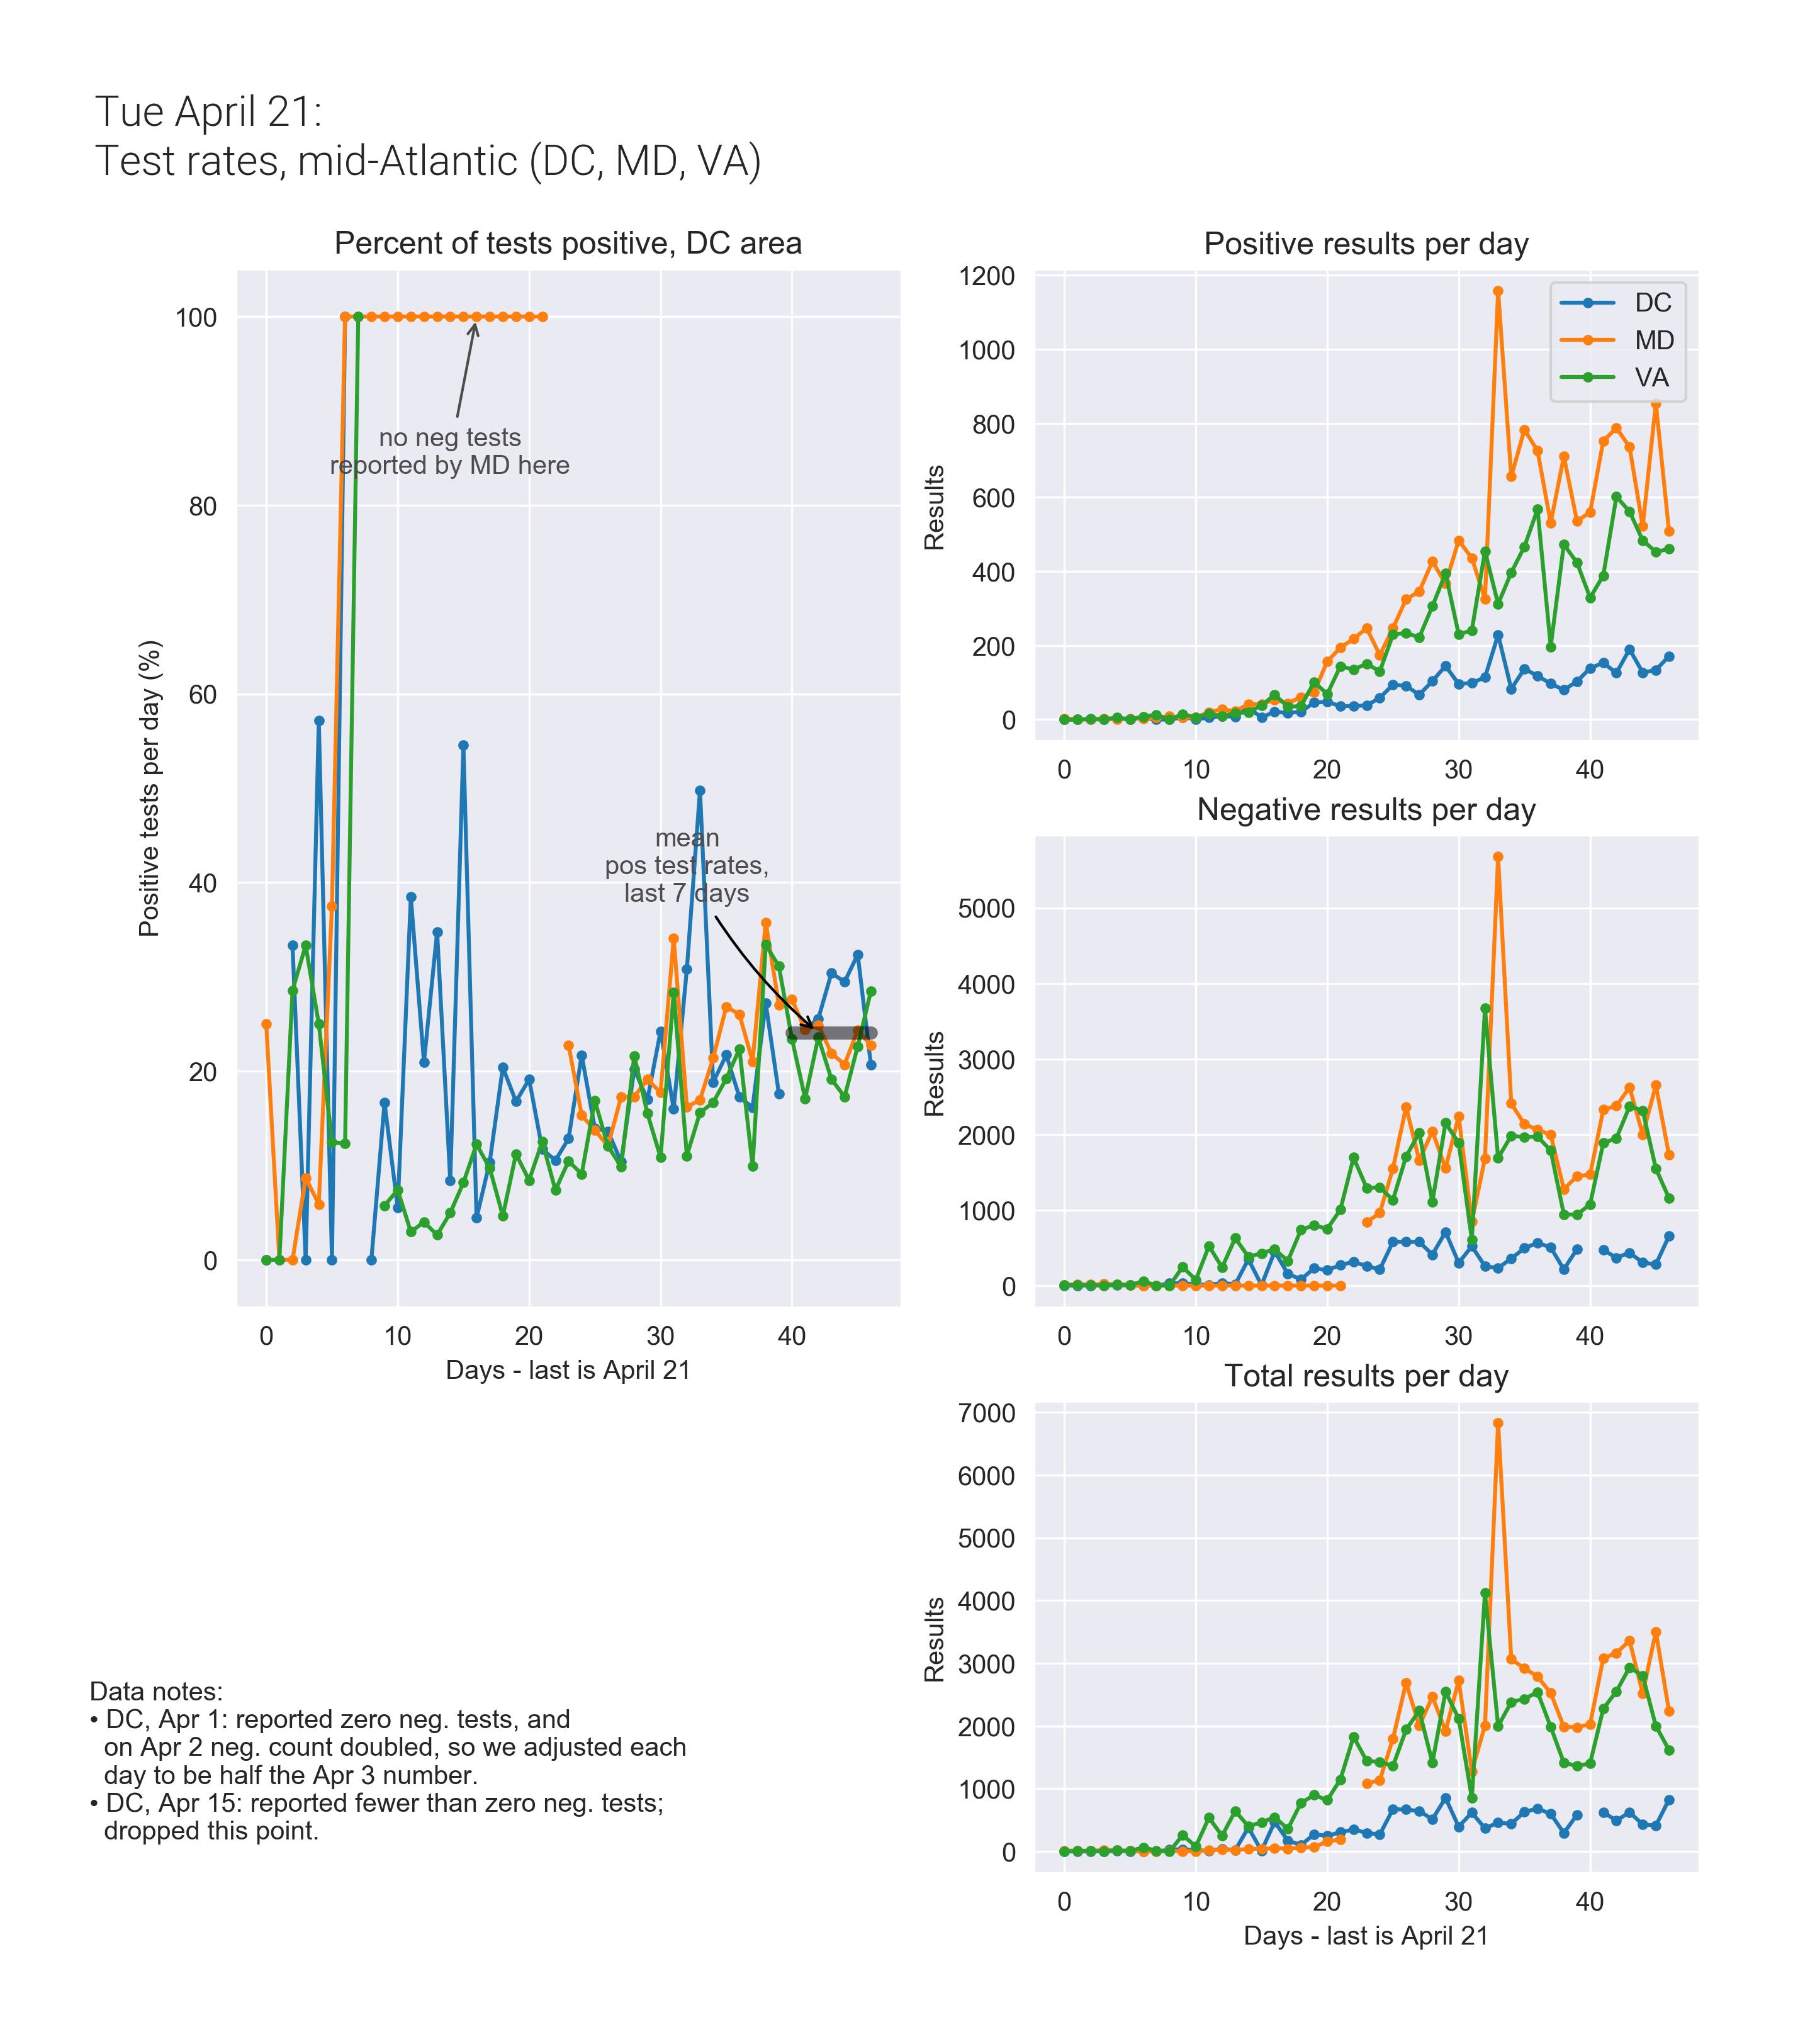 Tue April 21:
Test rates, mid-Atlantic (DC, MD, VA)
Percent of tests positive, DC area
Positive tests per day (%)
100
80
60
40
20
0
no neg tests
reported by MD here
mean
pos test rates,
last 7 days
0 10 20 30 40
Days - last is April 21
Positive results per day
Results
1200
1000
800
600
400
200
0
DC
MD
VA
0 10 20 30 40
Negative results per day
Results
5000
4000
3000
2000
1000
0
0 10 20 30 40
Total results per day
Results
7000
6000
5000
4000
3000
2000
1000
0
0 10 20 30 40
Days - last is April 21
Data notes:
• DC, Apr 1: reported zero neg. tests, and
on Apr 2 neg. count doubled, so we adjusted each
day to be half the Apr 3 number.
• DC, Apr 15: reported fewer than zero neg. tests;
dropped this point.